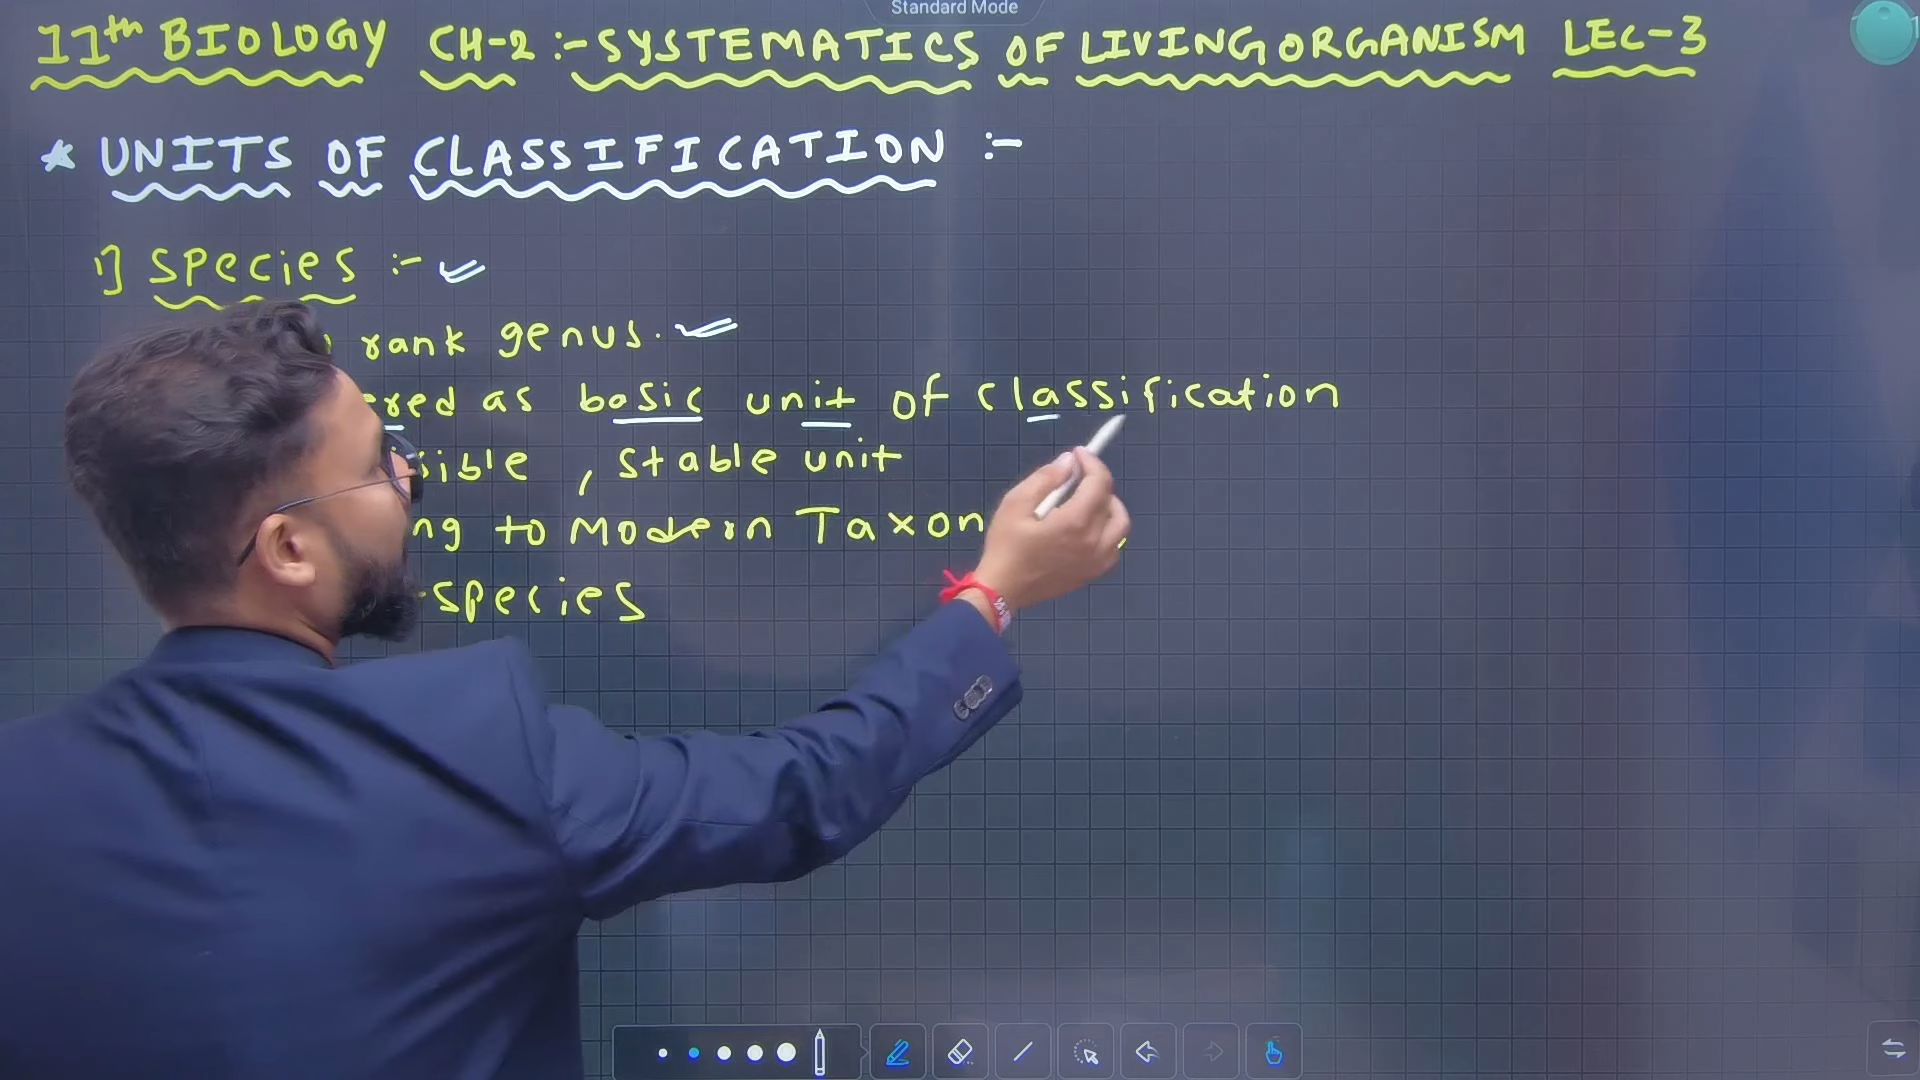 Standard Mode
11th BIOLOGY CH-2 :- SYSTEMATICS OF LIVING ORGANISM LEC-3
* UNITS OF CLASSIFICATION :-
1] species :-
rank genus.
ered as basic unit of classification
sible , stable unit
ng to Modern Taxon
- species